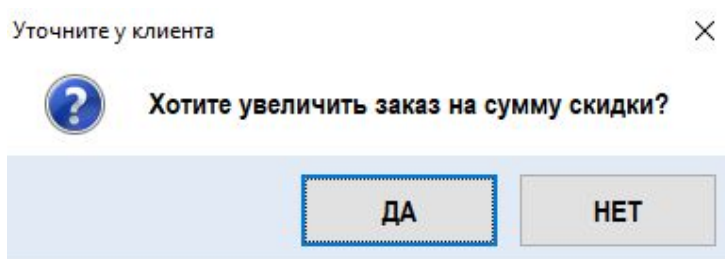 Уточните у клиента
Хотите увеличить заказ на сумму скидки?
ДА НЕТ